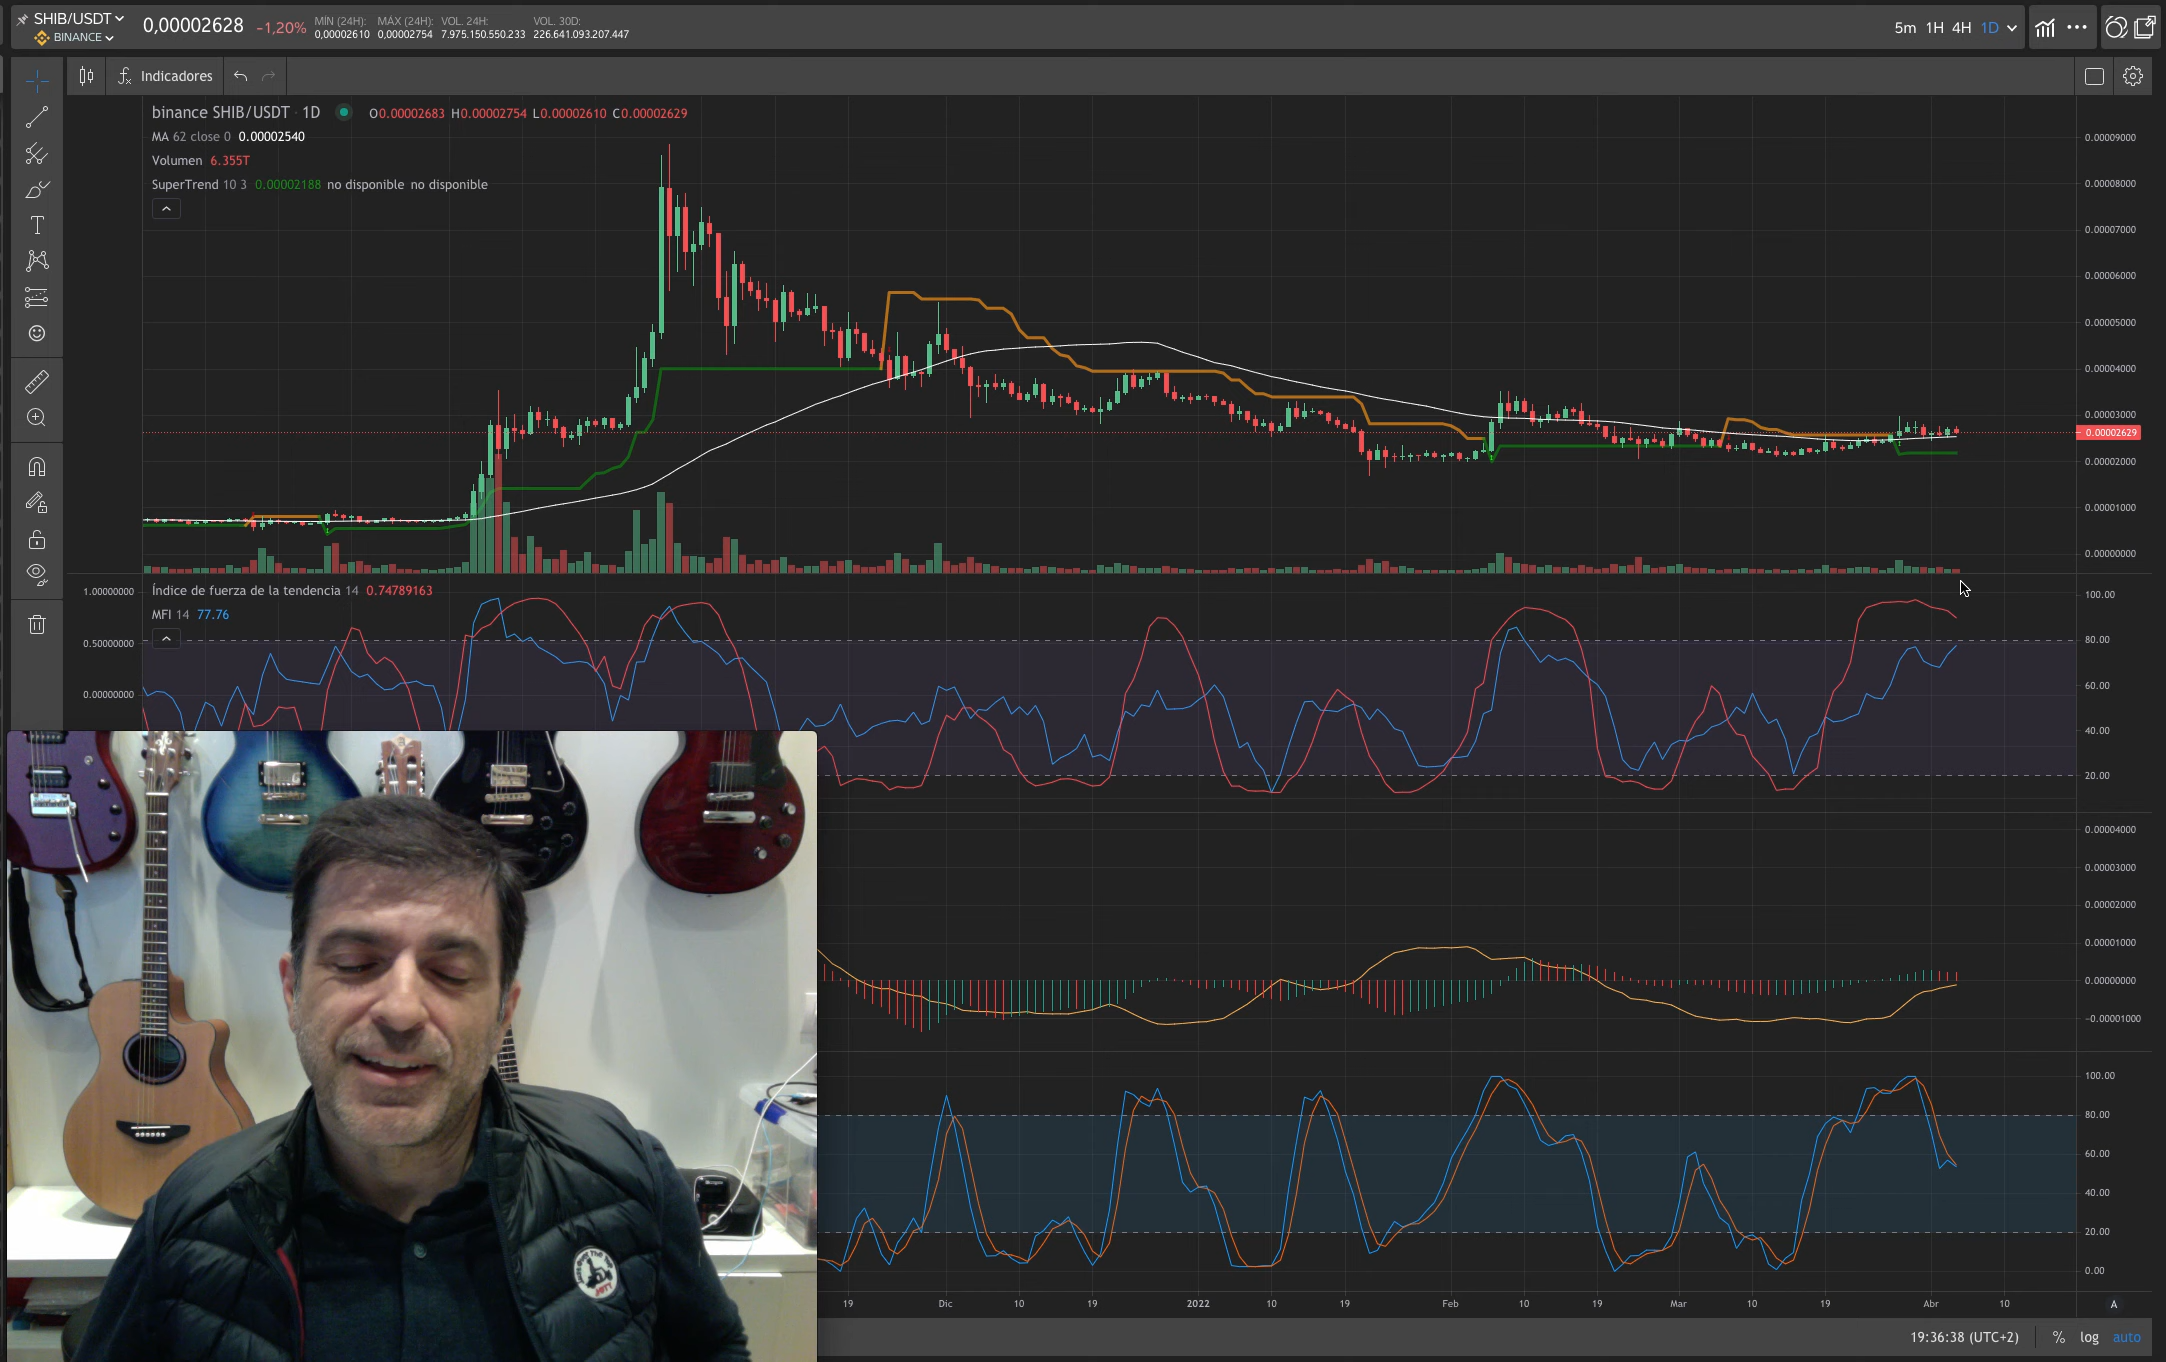 SHIB/USDT
BINANCE
0,00002628 -1,20%
MÍN (24H): MÁX (24H): VOL. 24H: VOL. 30D:
0,00002610 0,00002754 7.975.150.550.233 226.641.093.207.447
5m 1H 4H 1D
Indicadores
binance SHIB/USDT · 1D O0.00002683 H0.00002754 L0.00002610 C0.00002629
MA 62 close 0 0.00002540
Volumen 6.355T
SuperTrend 10 3 0.00002188 no disponible no disponible
0.00009000
0.00008000
0.00007000
0.00006000
0.00005000
0.00004000
0.00003000
0.00002629
0.00002000
0.00001000
0.00000000
Índice de fuerza de la tendencia 14 0.74789163
MFI 14 77.76
1.00000000
0.50000000
0.00000000
100.00
80.00
60.00
40.00
20.00
0.00004000
0.00003000
0.00002000
0.00001000
0.00000000
-0.00001000
100.00
80.00
60.00
40.00
20.00
0.00
19 Dic 10 19 2022 10 19 Feb 10 19 Mar 10 19 Abr 10
A
19:36:38 (UTC+2) % log auto